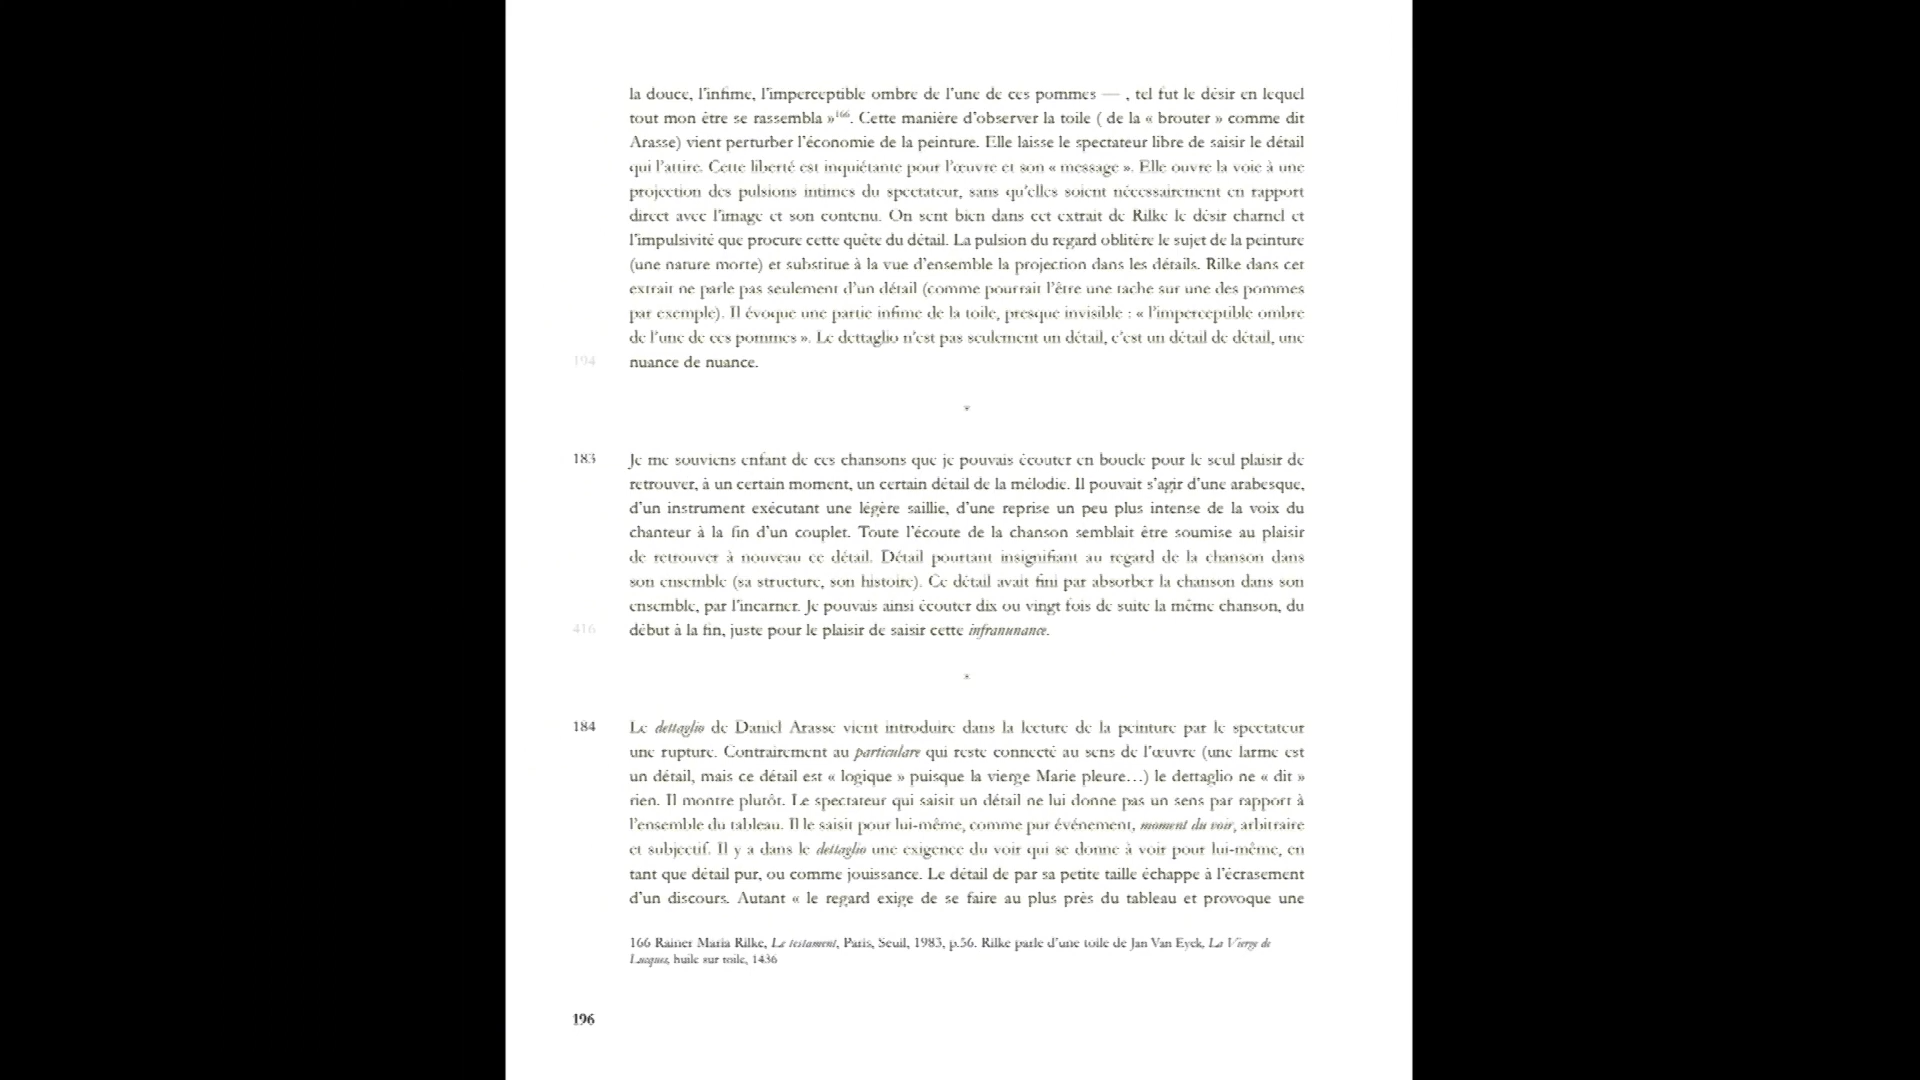 la douce, l'infime, l'imperceptible ombre de l'une de ces pommes — , tel fut le désir en lequel
tout mon être se rassembla »166. Cette manière d'observer la toile ( de la « brouter » comme dit
Arasse) vient perturber l'économie de la peinture. Elle laisse le spectateur libre de saisir le détail
qui l'attire. Cette liberté est inquiétante pour l'œuvre et son « message ». Elle ouvre la voie à une
projection des pulsions intimes du spectateur, sans qu'elles soient nécessairement en rapport
direct avec l'image et son contenu. On sent bien dans cet extrait de Rilke le désir charnel et
l'impulsivité que procure cette quête du détail. La pulsion du regard oblitère le sujet de la peinture
(une nature morte) et substitue à la vue d'ensemble la projection dans les détails. Rilke dans cet
extrait ne parle pas seulement d'un détail (comme pourrait l'être une tache sur une des pommes
par exemple). Il évoque une partie infime de la toile, presque invisible : « l'imperceptible ombre
de l'une de ces pommes ». Le dettaglio n'est pas seulement un détail, c'est un détail de détail, une
194 nuance de nuance.
*
183 Je me souviens enfant de ces chansons que je pouvais écouter en boucle pour le seul plaisir de
retrouver, à un certain moment, un certain détail de la mélodie. Il pouvait s'agir d'une arabesque,
d'un instrument exécutant une légère saillie, d'une reprise un peu plus intense de la voix du
chanteur à la fin d'un couplet. Toute l'écoute de la chanson semblait être soumise au plaisir
de retrouver à nouveau ce détail. Détail pourtant insignifiant au regard de la chanson dans
son ensemble (sa structure, son histoire). Ce détail avait fini par absorber la chanson dans son
ensemble, par l'incarner. Je pouvais ainsi écouter dix ou vingt fois de suite la même chanson, du
416 début à la fin, juste pour le plaisir de saisir cette infranunance.
*
184 Le dettaglio de Daniel Arasse vient introduire dans la lecture de la peinture par le spectateur
une rupture. Contrairement au particulare qui reste connecté au sens de l'œuvre (une larme est
un détail, mais ce détail est « logique » puisque la vierge Marie pleure…) le dettaglio ne « dit »
rien. Il montre plutôt. Le spectateur qui saisit un détail ne lui donne pas un sens par rapport à
l'ensemble du tableau. Il le saisit pour lui-même, comme pur événement, moment du voir, arbitraire
et subjectif. Il y a dans le dettaglio une exigence du voir qui se donne à voir pour lui-même, en
tant que détail pur, ou comme jouissance. Le détail de par sa petite taille échappe à l'écrasement
d'un discours. Autant « le regard exige de se faire au plus près du tableau et provoque une
166 Rainer Maria Rilke, Le testament, Paris, Seuil, 1983, p.56. Rilke parle d'une toile de Jan Van Eyck, La Vierge de
Lucques, huile sur toile, 1436
196